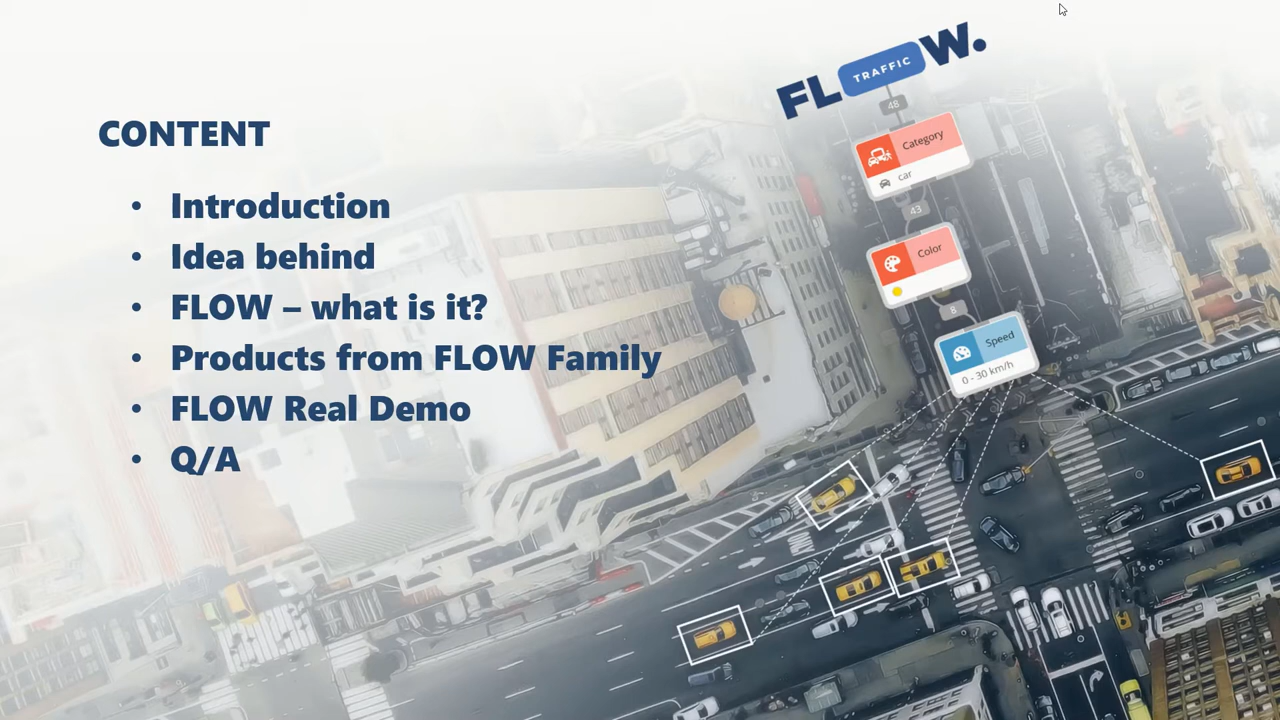 FLOW.
TRAFFIC
48
Category
car
43
Color
8
Speed
0 - 30 km/h
CONTENT
• Introduction
• Idea behind
• FLOW – what is it?
• Products from FLOW Family
• FLOW Real Demo
• Q/A